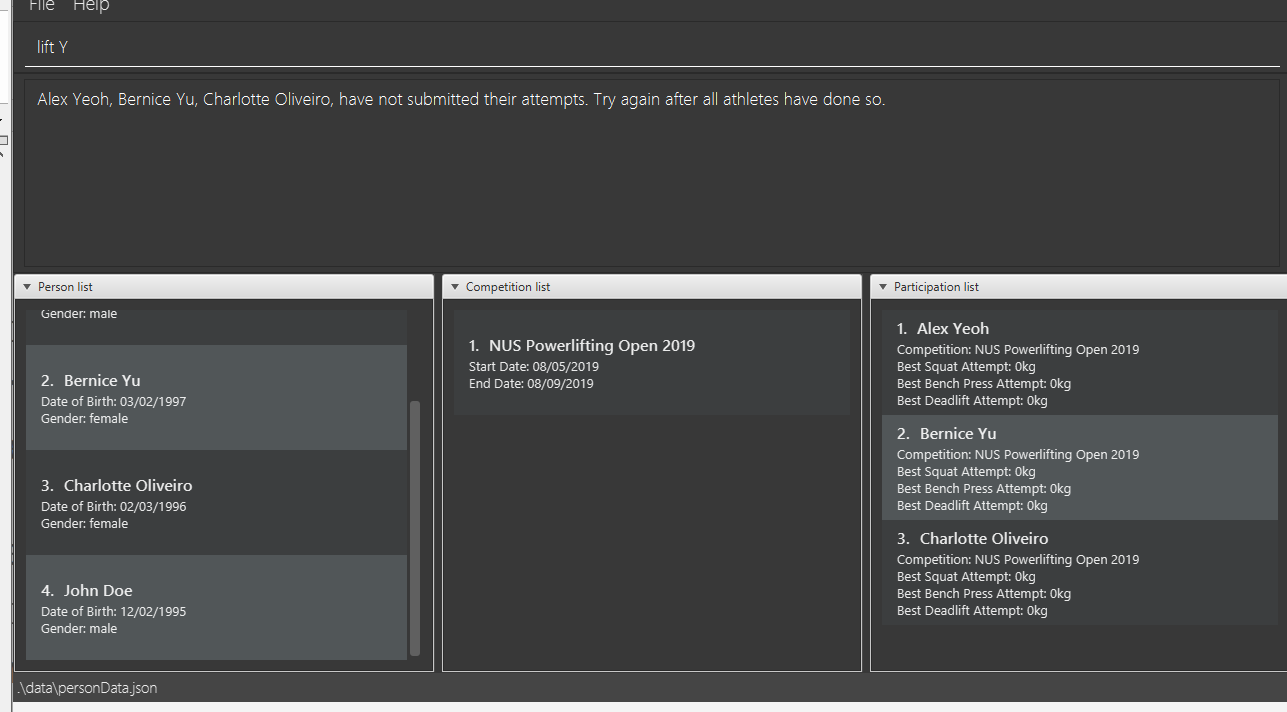 File Help
lift Y
Alex Yeoh, Bernice Yu, Charlotte Oliveiro, have not submitted their attempts. Try again after all athletes have done so.
Person list
Gender: male
2. Bernice Yu
Date of Birth: 03/02/1997
Gender: female
3. Charlotte Oliveiro
Date of Birth: 02/03/1996
Gender: female
4. John Doe
Date of Birth: 12/02/1995
Gender: male
Competition list
1. NUS Powerlifting Open 2019
Start Date: 08/05/2019
End Date: 08/09/2019
Participation list
1. Alex Yeoh
Competition: NUS Powerlifting Open 2019
Best Squat Attempt: 0kg
Best Bench Press Attempt: 0kg
Best Deadlift Attempt: 0kg
2. Bernice Yu
Competition: NUS Powerlifting Open 2019
Best Squat Attempt: 0kg
Best Bench Press Attempt: 0kg
Best Deadlift Attempt: 0kg
3. Charlotte Oliveiro
Competition: NUS Powerlifting Open 2019
Best Squat Attempt: 0kg
Best Bench Press Attempt: 0kg
Best Deadlift Attempt: 0kg
.\data\personData.json